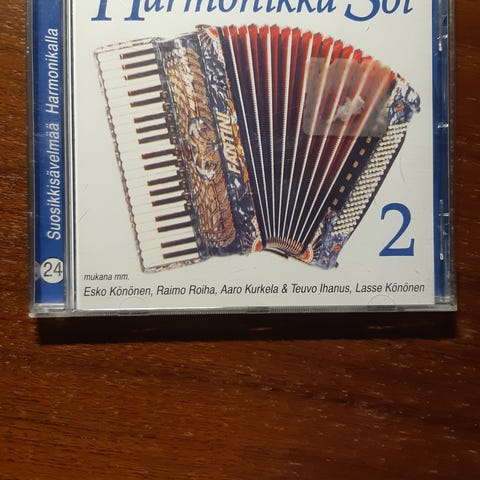 Harmonikka Soi
Suosikkisävelmää Harmonikalla
24
2
mukana mm.
Esko Könönen, Raimo Roiha, Aaro Kurkela & Teuvo Ihanus, Lasse Könönen